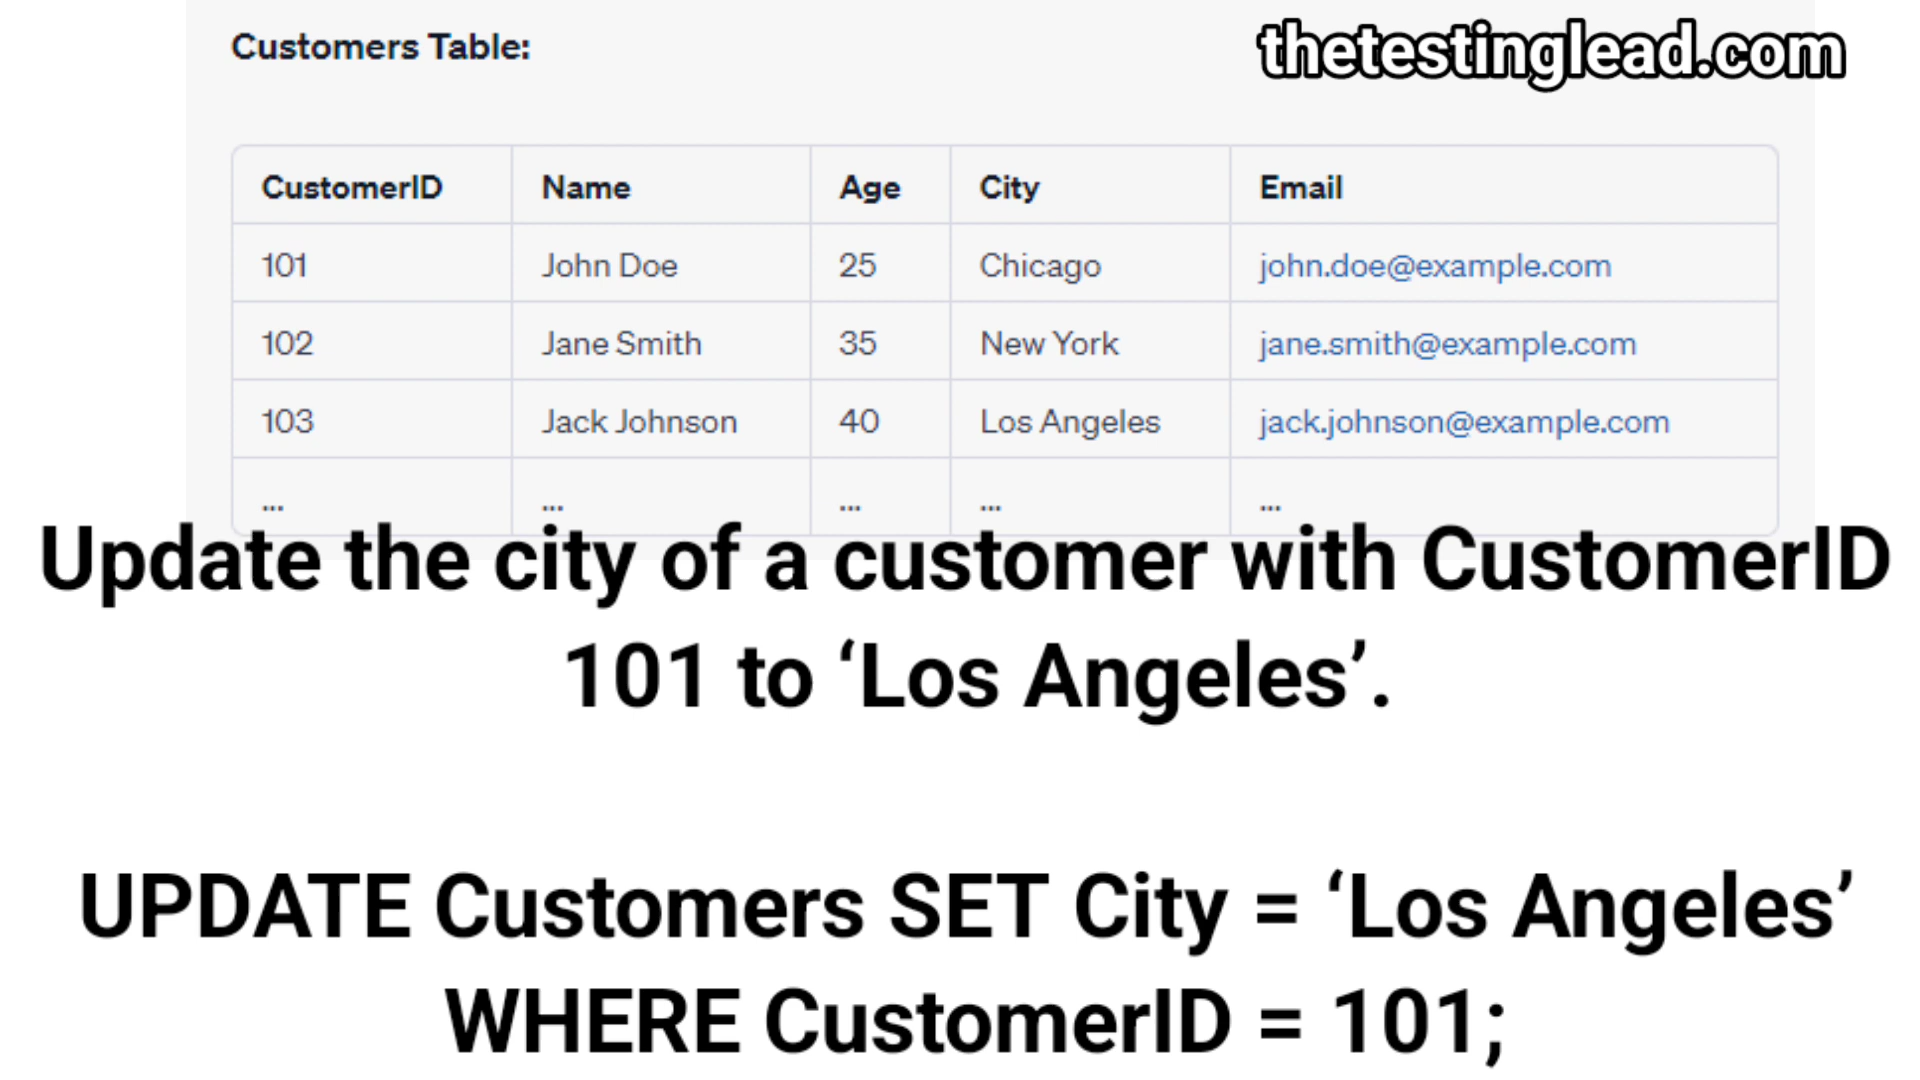 Customers Table:
thetestinglead.com
CustomerID Name Age City Email
101 John Doe 25 Chicago john.doe@example.com
102 Jane Smith 35 New York jane.smith@example.com
103 Jack Johnson 40 Los Angeles jack.johnson@example.com
... ... ... ... ...
Update the city of a customer with CustomerID
101 to ‘Los Angeles’.
UPDATE Customers SET City = ‘Los Angeles’
WHERE CustomerID = 101;